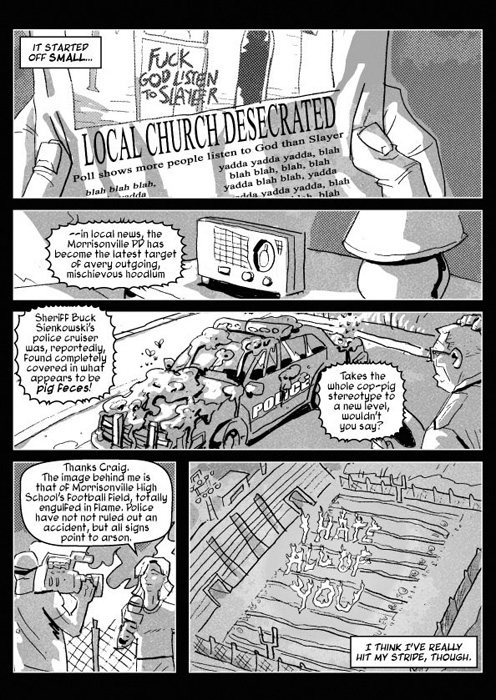 IT STARTED
OFF SMALL...
FUCK
GOD LISTEN
TO SLAYER
LOCAL CHURCH DESECRATED
Poll shows more people listen to God than Slayer
blah blah blah,
yadda
yadda yadda yadda, blah
blah blah, blah, blah
yadda blah blah blah,
yadda, yadda, blah
--in local news, the
Morrisonville PD has
become the latest target
of avery outgoing,
mischievous hoodlum
Sheriff Buck
Sienkowski's
police cruiser
was, reportedly,
found completely
covered in what
appears to be
pig feces!
POLICE
Takes the
whole cop-pig
stereotype to
a new level,
wouldn't
you say?
Thanks Craig.
The image behind me is
that of Morrisonville High
School's Football Field, totally
engulfed in flame. Police
have not not ruled out an
accident, but all signs
point to arson.
I HATE
ALL OF
YOU
I THINK I'VE REALLY
HIT MY STRIDE, THOUGH.